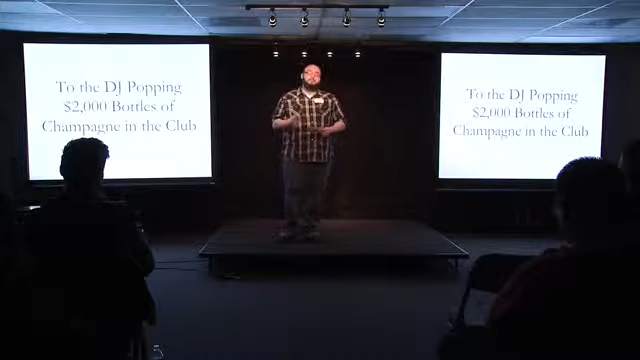 To the DJ Popping
$2,000 Bottles of
Champagne in the Club
To the DJ Popping
$2,000 Bottles of
Champagne in the Club